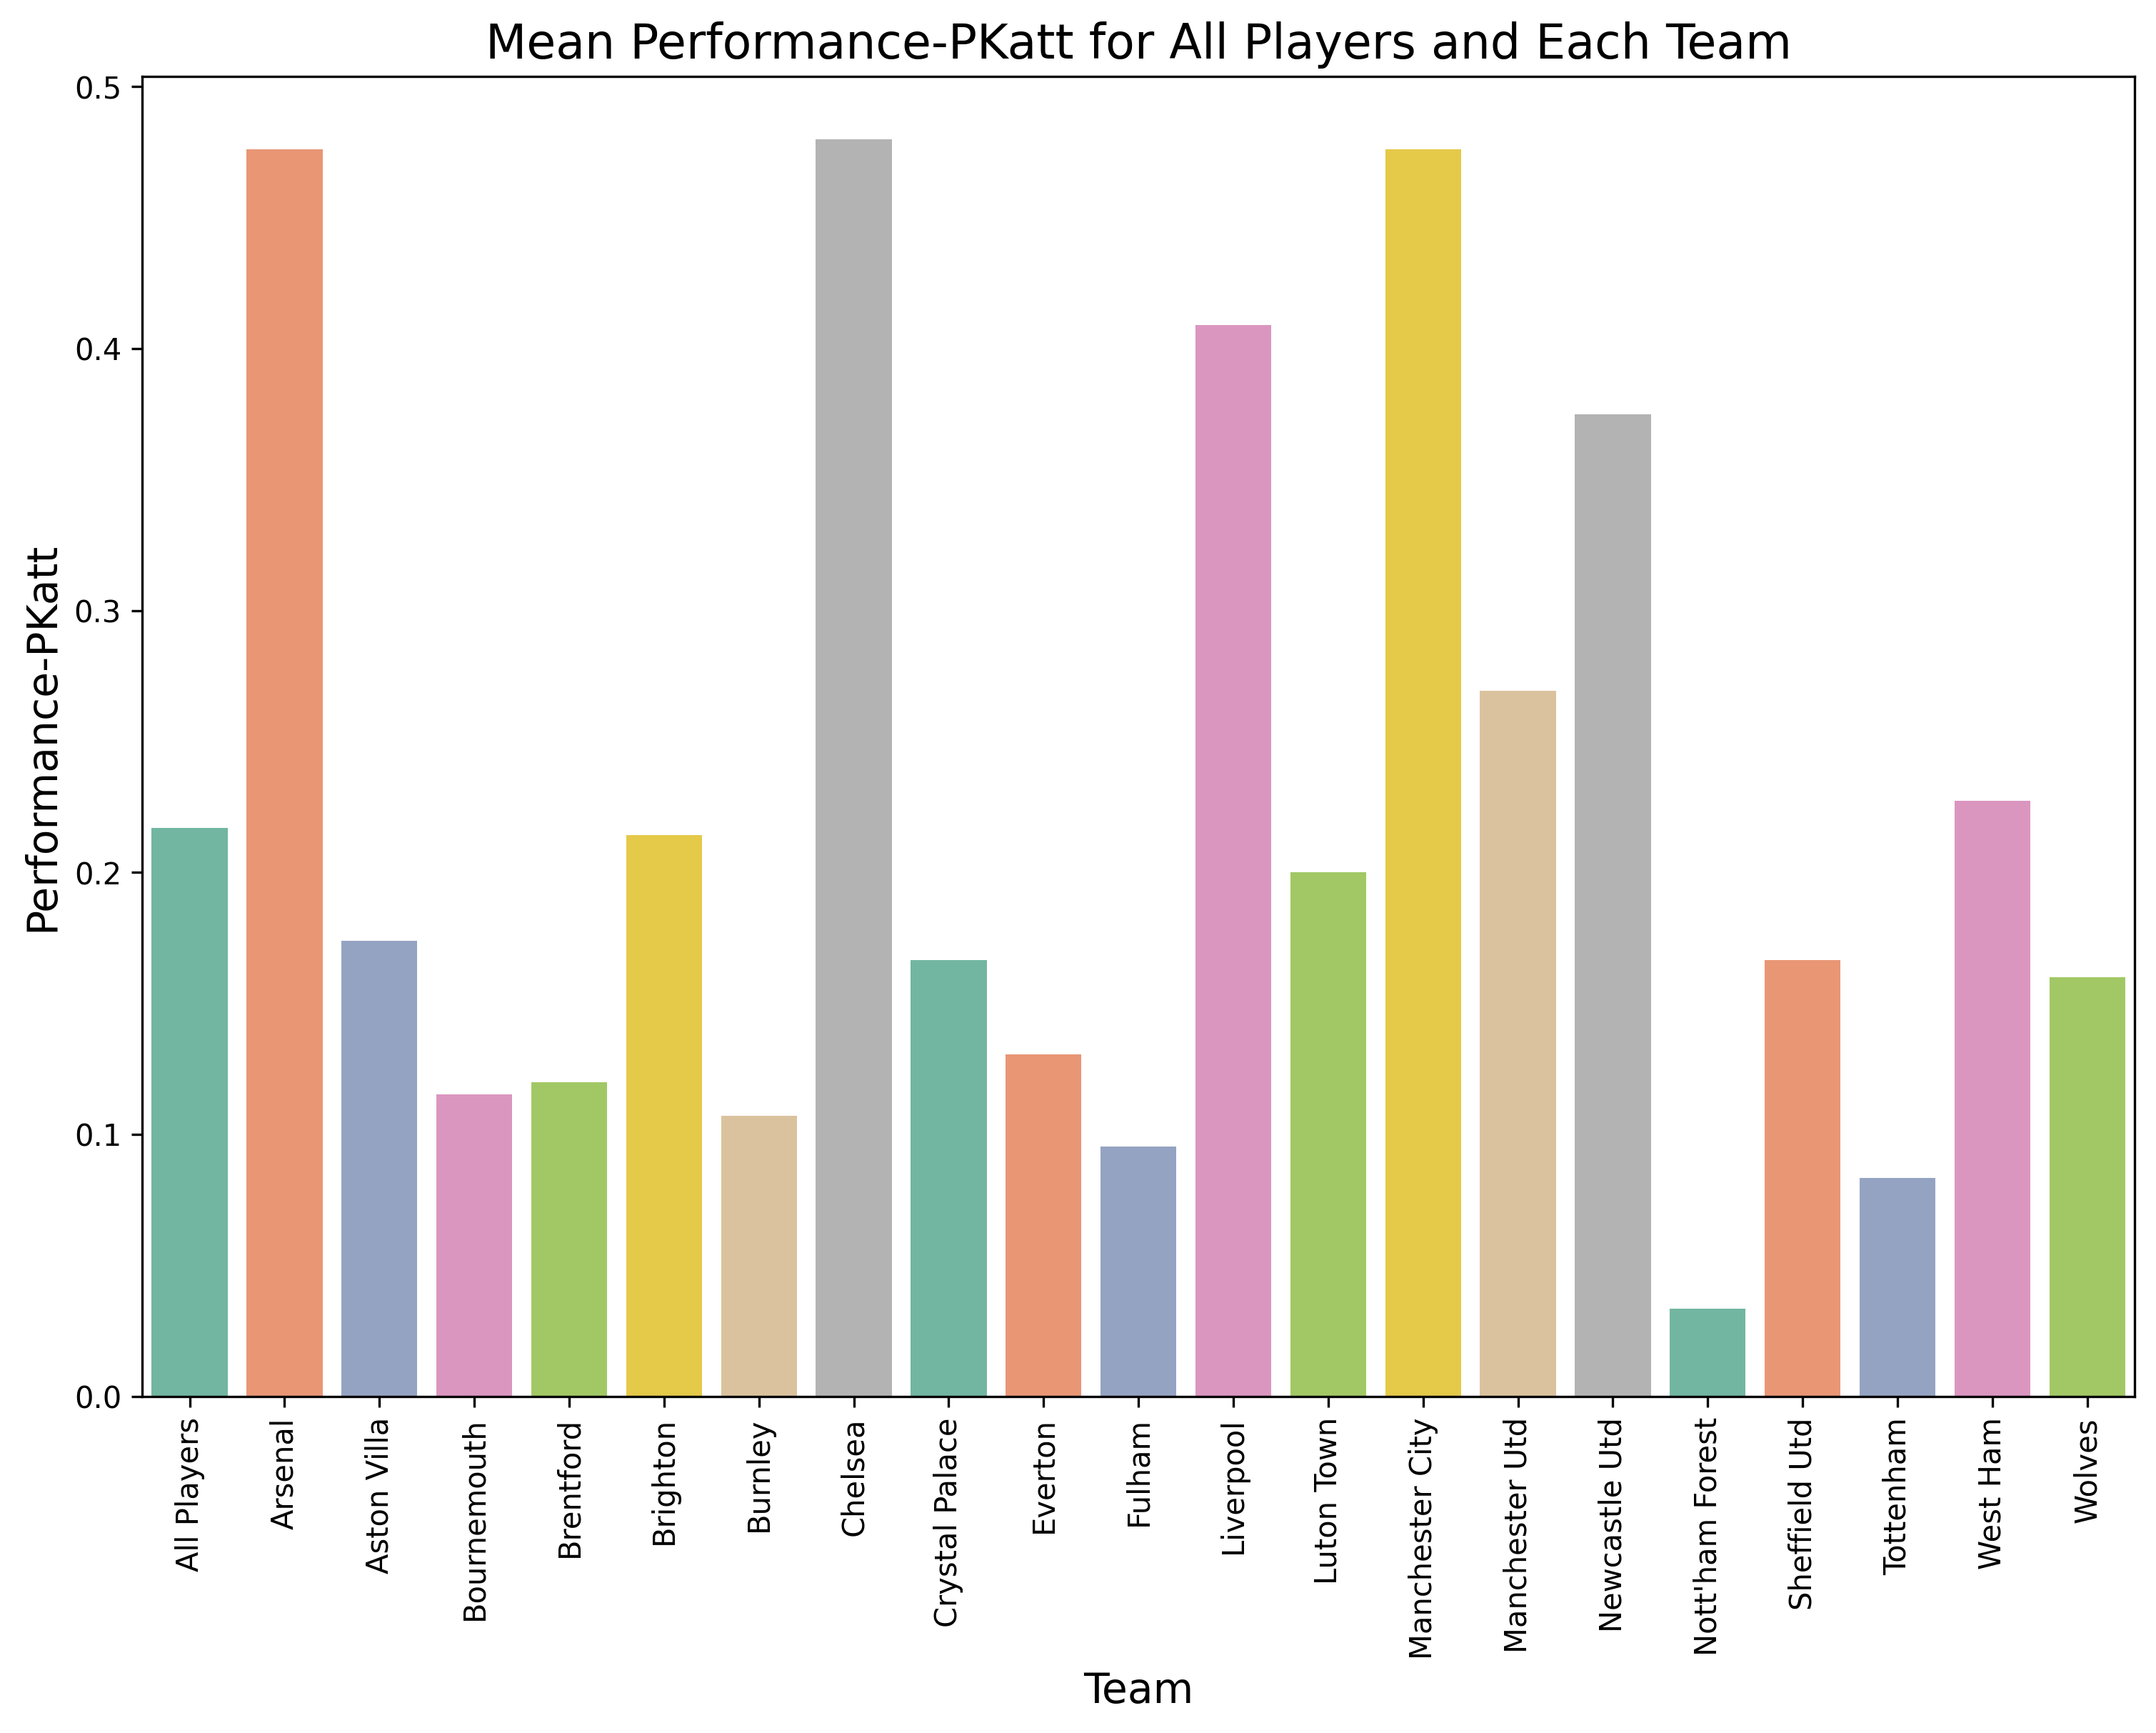 Mean Performance-PKatt for All Players and Each Team
Performance-PKatt
0.5
0.4
0.3
0.2
0.1
0.0
All Players
Arsenal
Aston Villa
Bournemouth
Brentford
Brighton
Burnley
Chelsea
Crystal Palace
Everton
Fulham
Liverpool
Luton Town
Manchester City
Manchester Utd
Newcastle Utd
Nott'ham Forest
Sheffield Utd
Tottenham
West Ham
Wolves
Team